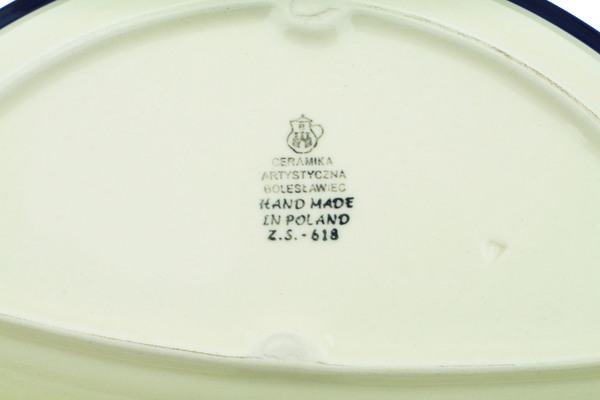 CERAMIKA
ARTYSTYCZNA
BOLESŁAWIEC
HAND MADE
IN POLAND
Z.S.-618